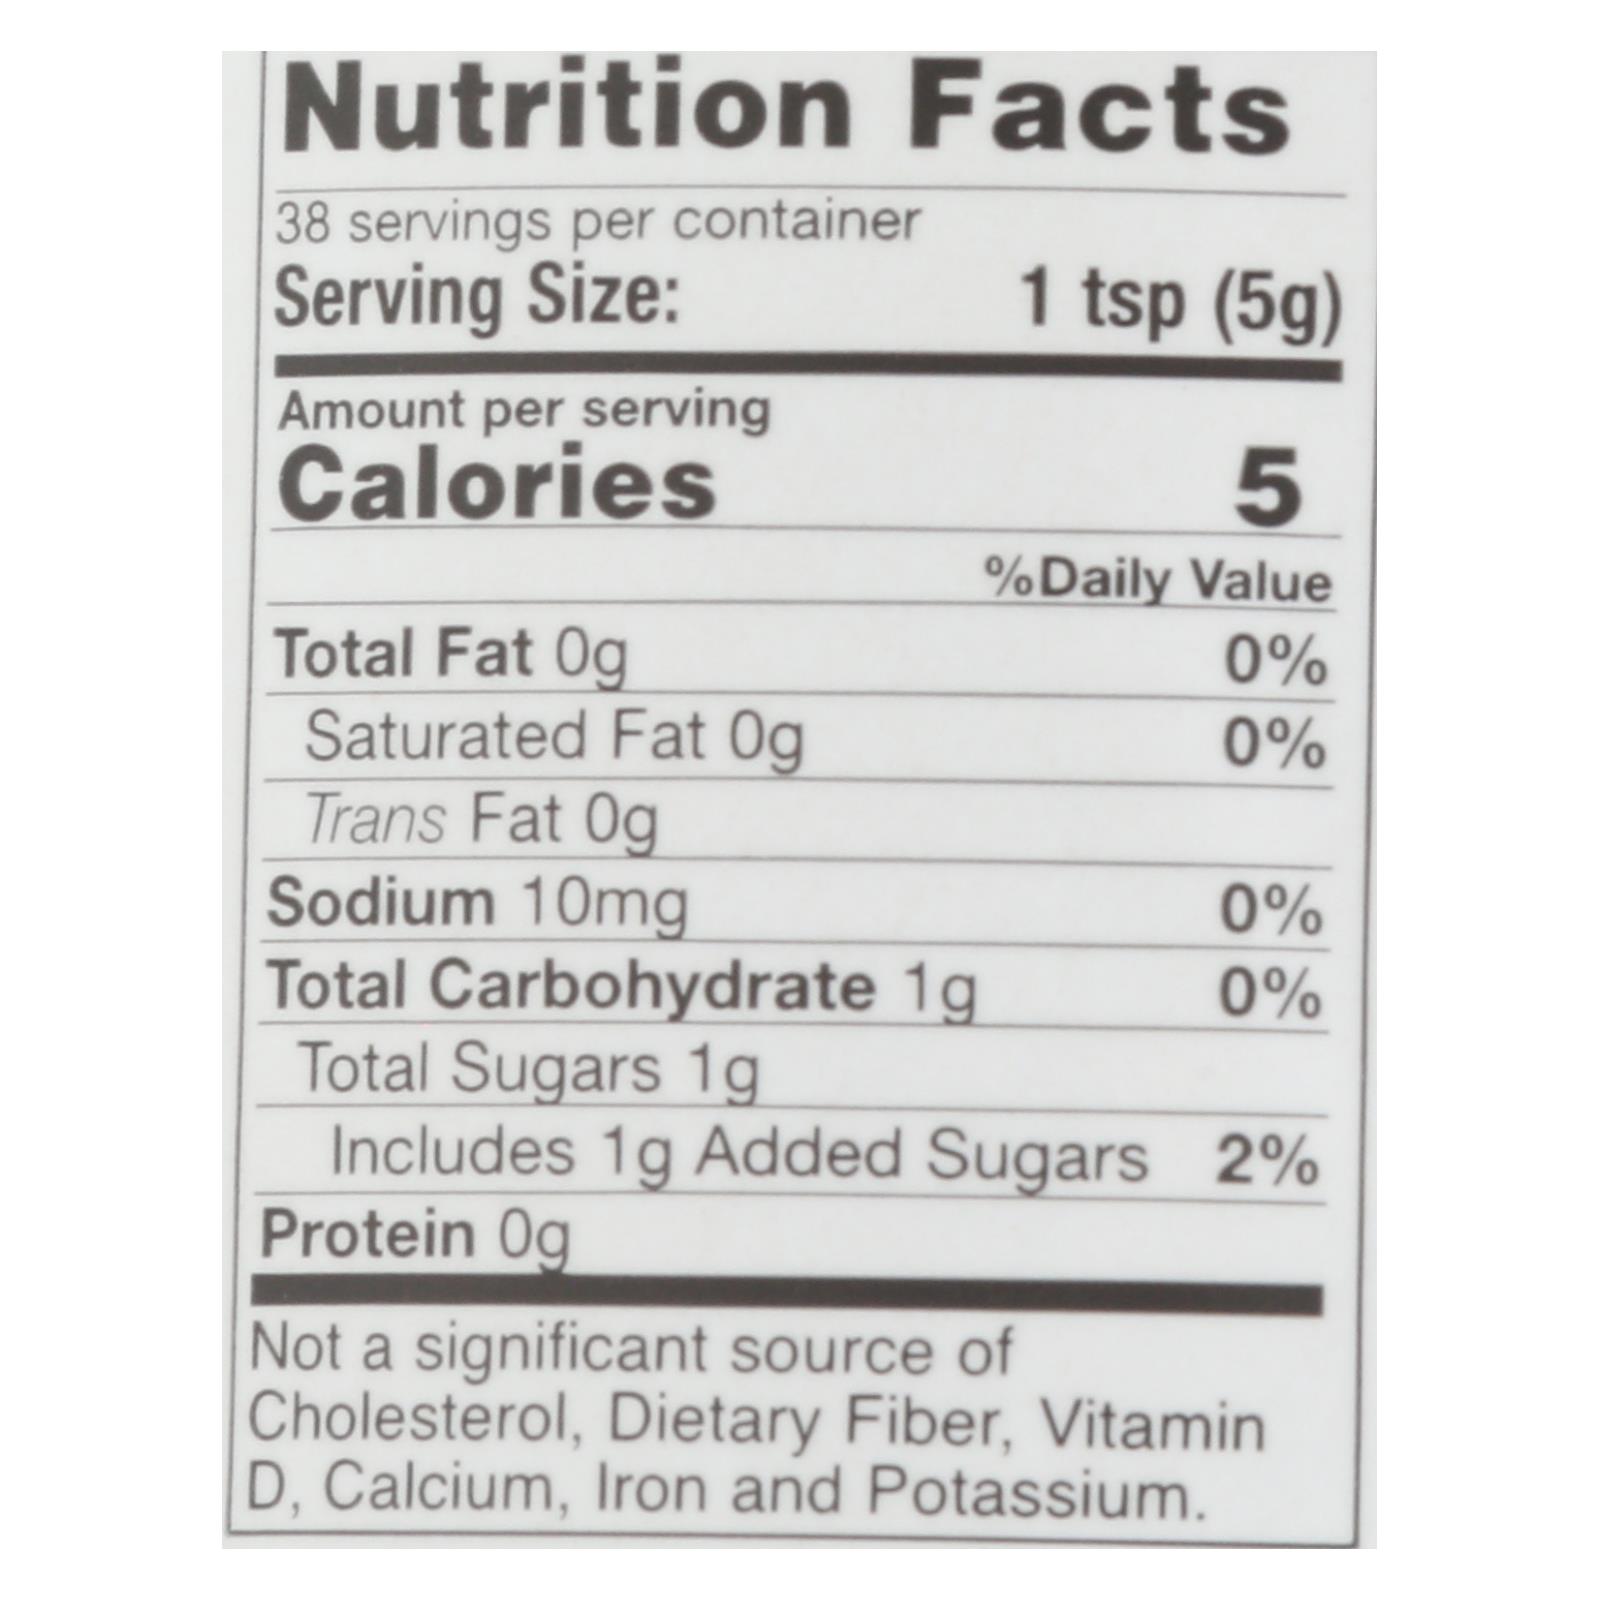 Nutrition Facts
38 servings per container
Serving Size: 1 tsp (5g)
Amount per serving
Calories 5
%Daily Value
Total Fat 0g 0%
Saturated Fat 0g 0%
Trans Fat 0g
Sodium 10mg 0%
Total Carbohydrate 1g 0%
Total Sugars 1g
Includes 1g Added Sugars 2%
Protein 0g
Not a significant source of
Cholesterol, Dietary Fiber, Vitamin
D, Calcium, Iron and Potassium.